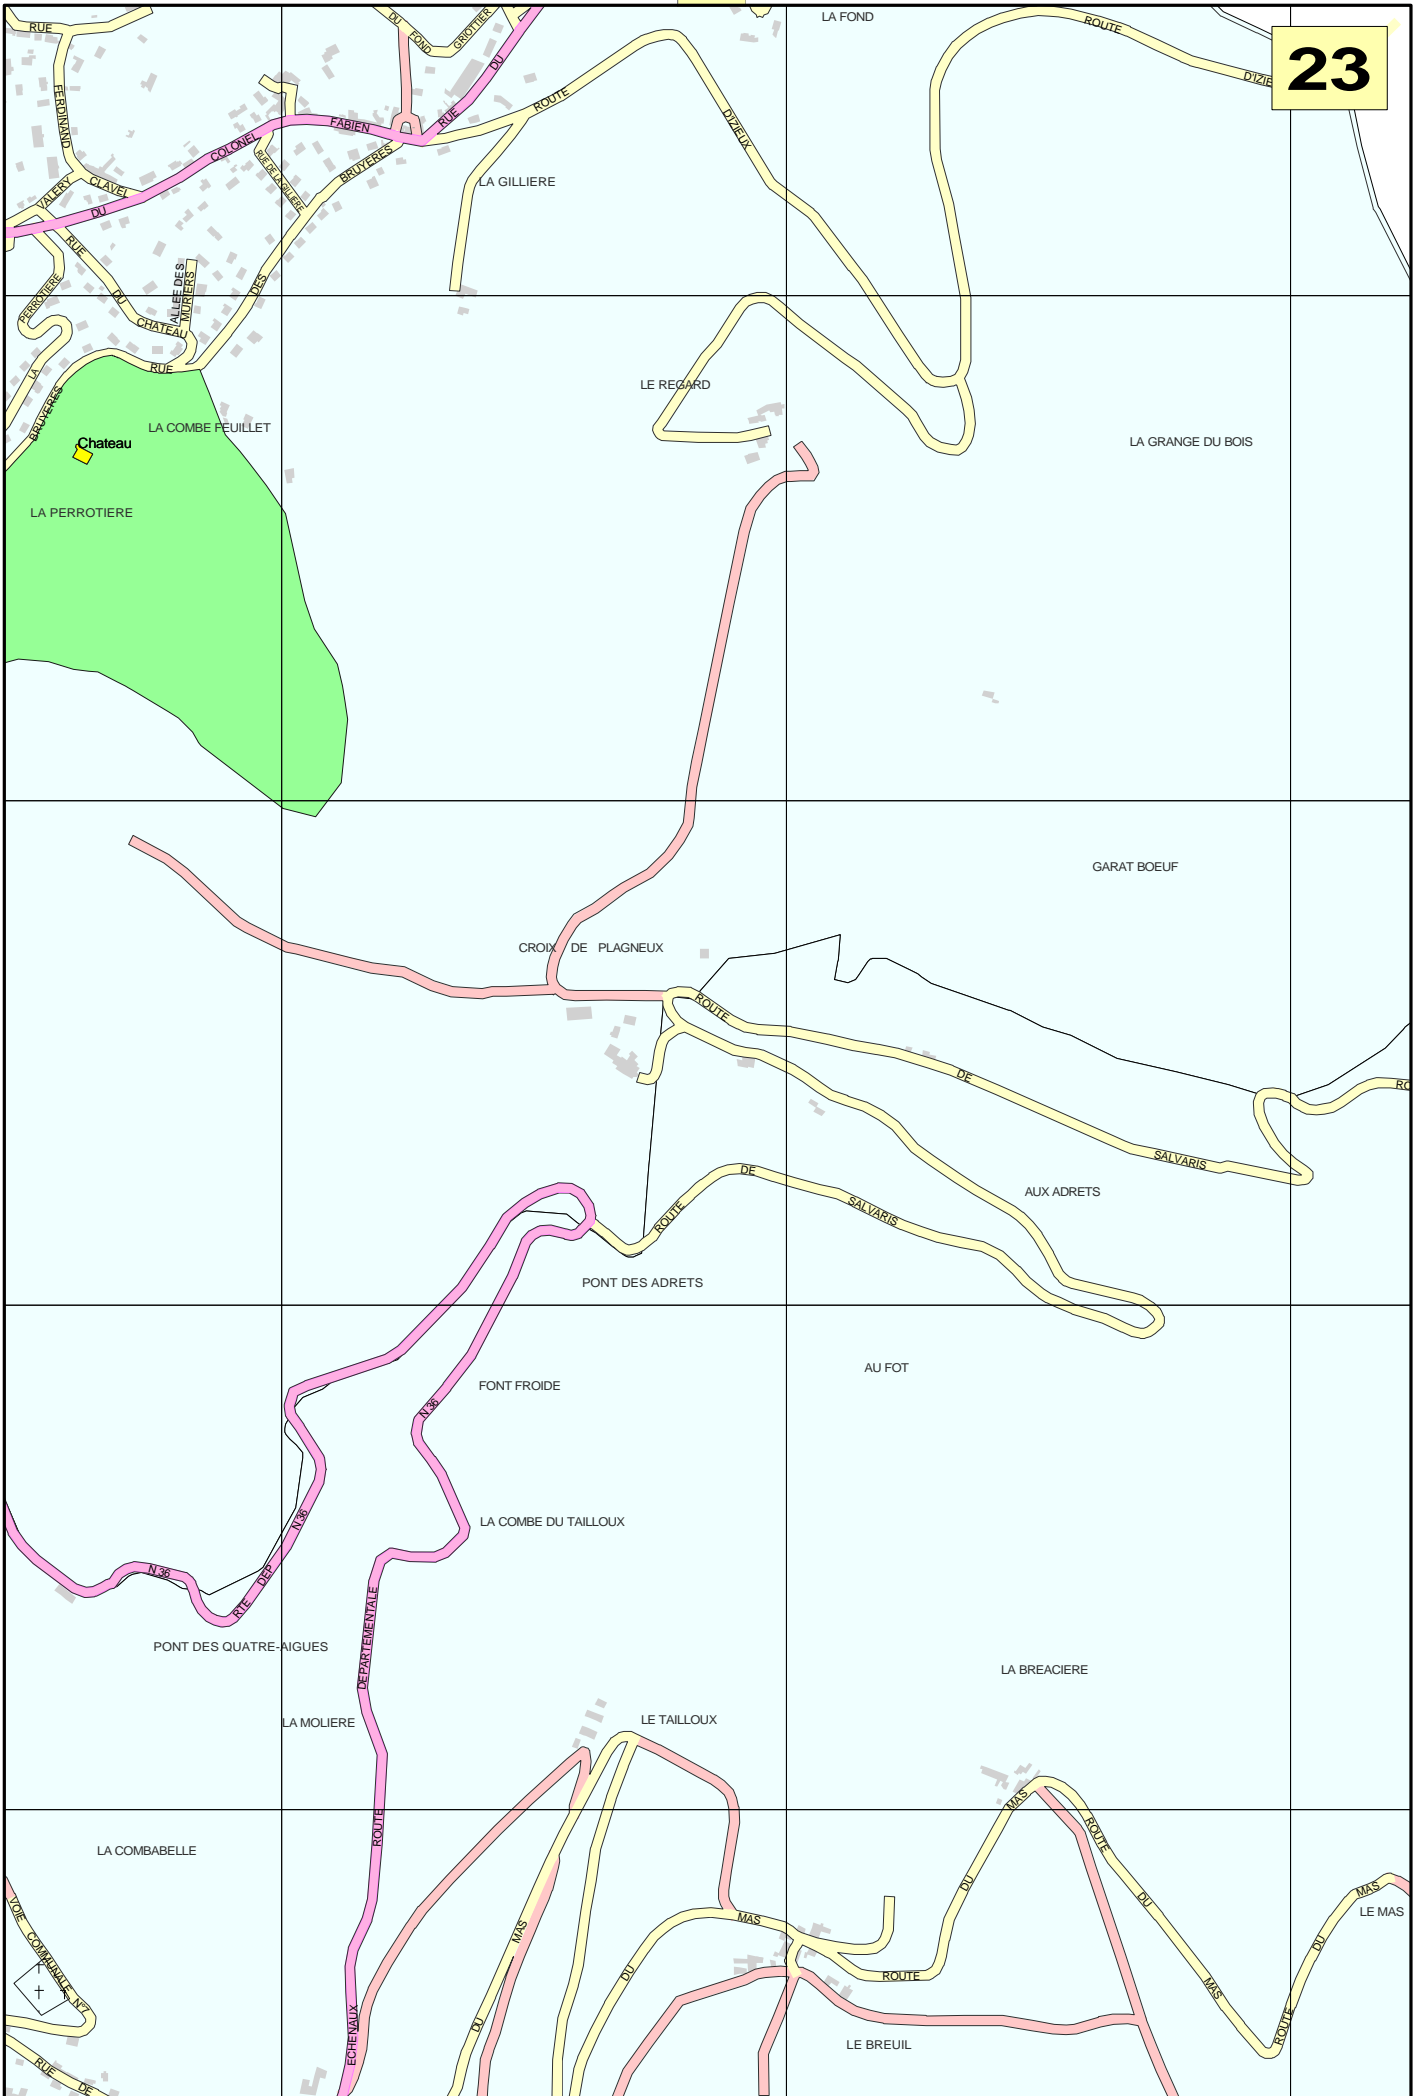 23
LA FOND
RUE
FERDINAND
VALERY
CLAVEL
DU
COLONEL
FABIEN
RUE
DU
DU
FOND
GRIOTTIER
ROUTE
D'IZIEUX
ROUTE
D'IZIE
LA GILLIERE
RUE DE LA GILLIERE
BRUYERES
DES
RUE
DU
CHATEAU
ALLEE DES
MURIERS
PERROTIERE
LA
BRUYERES
RUE
LE REGARD
LA GRANGE DU BOIS
LA COMBE FEUILLET
Chateau
LA PERROTIERE
GARAT BOEUF
CROIX DE PLAGNEUX
ROUTE
DE
SALVARIS
RO
AUX ADRETS
ROUTE
DE
SALVARIS
PONT DES ADRETS
AU FOT
FONT FROIDE
N 36
LA COMBE DU TAILLOUX
N 36
N 36
RTE
DEP
DEPARTEMENTALE
PONT DES QUATRE-AIGUES
LA BREACIERE
LA MOLIERE
LE TAILLOUX
ROUTE
LA COMBABELLE
MAS
ROUTE
DU
DU
MAS
MAS
LE MAS
VOIE
COMMUNALE
N°7
MAS
DU
MAS
DU
ROUTE
DU
ROUTE
DU
ECHENAUX
LE BREUIL
RUE
DE